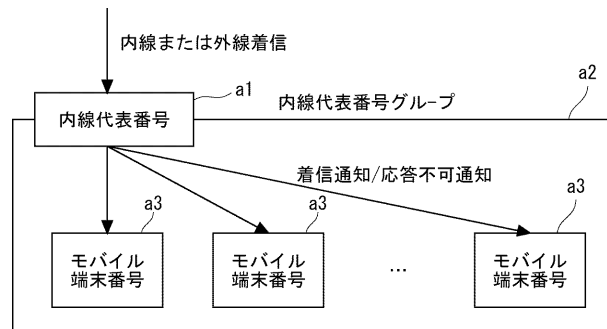 内線または外線着信
a1
a2
内線代表番号
内線代表番号グループ
着信通知/応答不可通知
a3
a3
a3
モバイル
端末番号
モバイル
端末番号
…
モバイル
端末番号